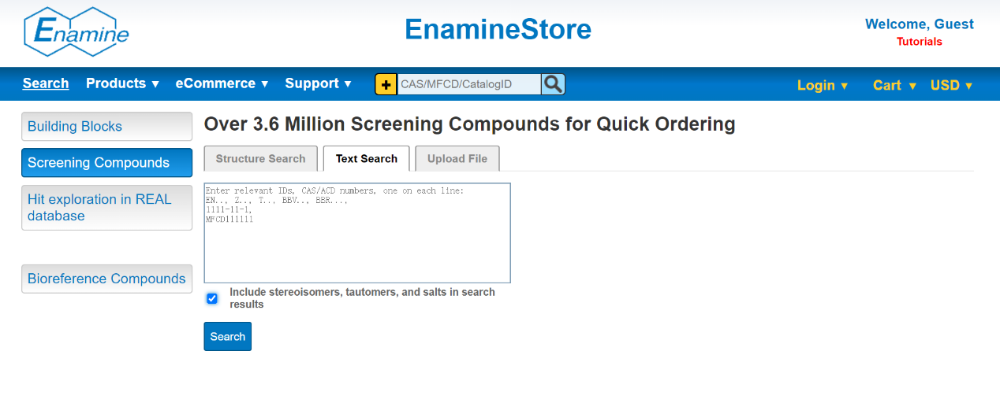 Enamine
EnamineStore
Welcome, Guest
Tutorials
Search Products ▼ eCommerce ▼ Support ▼ + CAS/MFCD/CatalogID Login ▼ Cart ▼ USD ▼
Building Blocks
Screening Compounds
Hit exploration in REAL
database
Bioreference Compounds
Over 3.6 Million Screening Compounds for Quick Ordering
Structure Search Text Search Upload File
Enter relevant IDs, CAS/ACD numbers, one on each line:
EN.., Z.., T.., BBV.., BBR...,
1111-11-1,
MFCD111111
Include stereoisomers, tautomers, and salts in search
results
Search